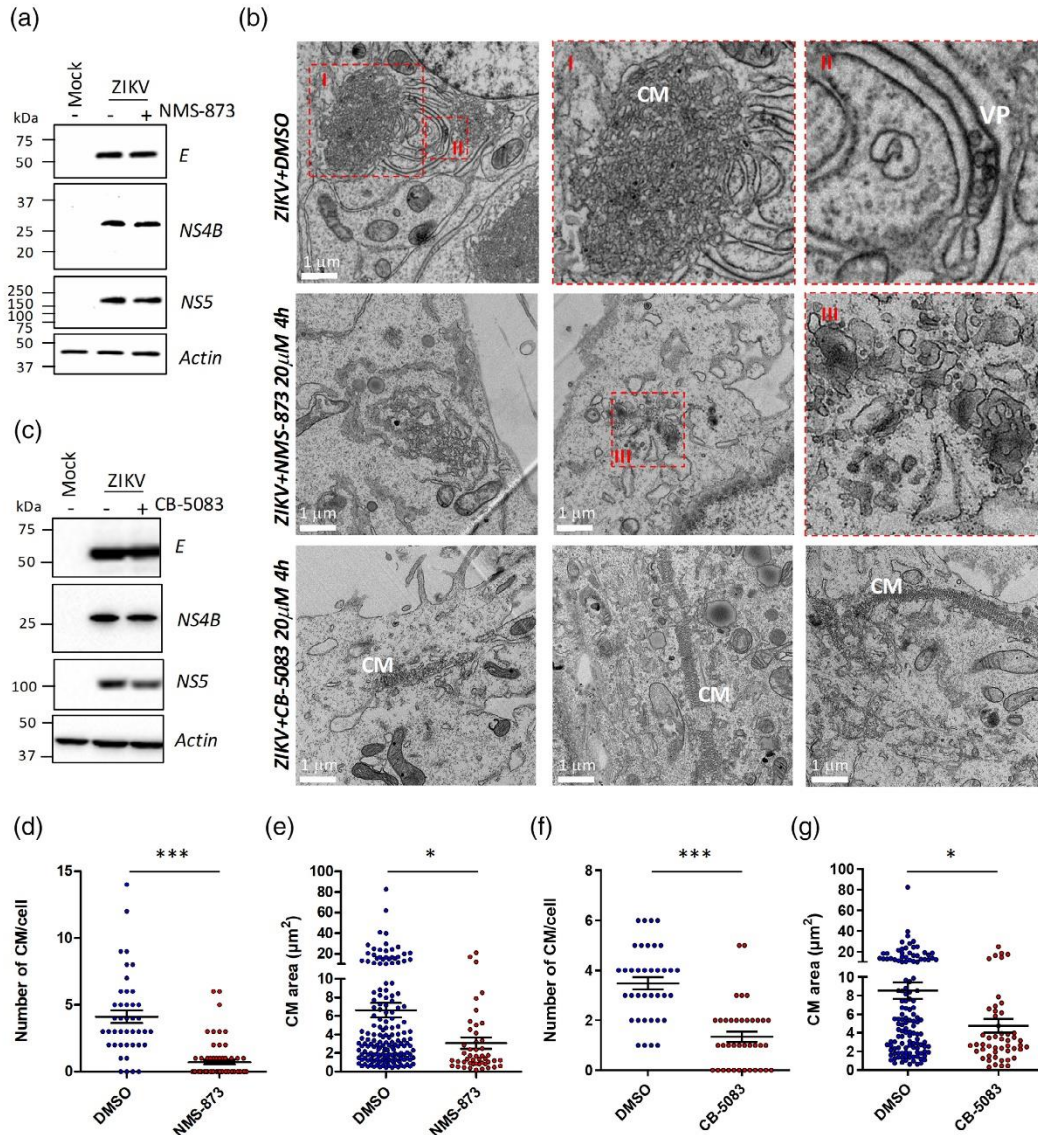 (a)
Mock
ZIKV
- - + NMS-873
kDa
75
50
E
37
25
20
NS4B
250
150
100
75
NS5
50
37
Actin
(b)
ZIKV+DMSO
I
II
1 μm
I
CM
II
VP
ZIKV+NMS-873 20μM 4h
1 μm
III
1 μm
III
ZIKV+CB-5083 20μM 4h
CM
1 μm
CM
1 μm
CM
1 μm
(c)
Mock
ZIKV
- - + CB-5083
kDa
75
50
E
25
NS4B
100
NS5
50
37
Actin
(d)
***
Number of CM/cell
15
10
5
0
DMSO
NMS-873
(e)
*
CM area (μm²)
100
80
60
40
20
10
8
6
4
2
0
DMSO
NMS-873
(f)
***
Number of CM/cell
8
6
4
2
0
DMSO
CB-5083
(g)
*
CM area (μm²)
100
80
60
40
20
10
8
6
4
2
0
DMSO
CB-5083